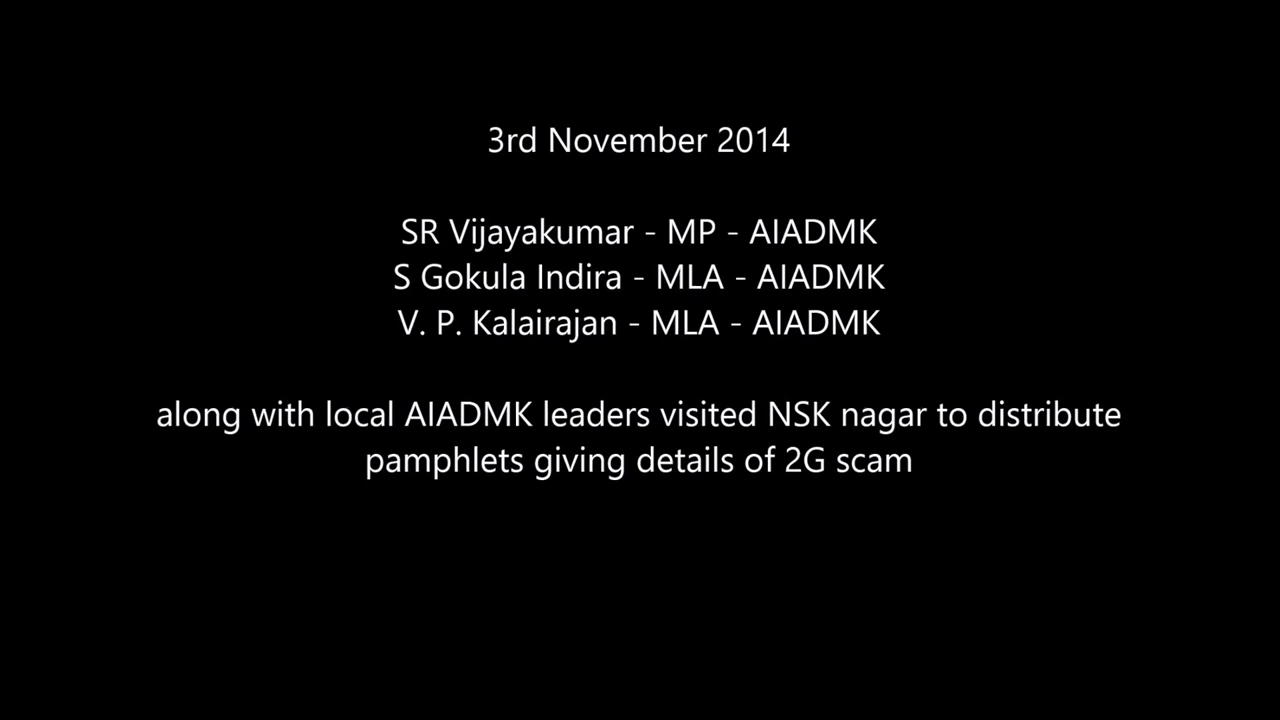 3rd November 2014
SR Vijayakumar - MP - AIADMK
S Gokula Indira - MLA - AIADMK
V. P. Kalairajan - MLA - AIADMK
along with local AIADMK leaders visited NSK nagar to distribute
pamphlets giving details of 2G scam